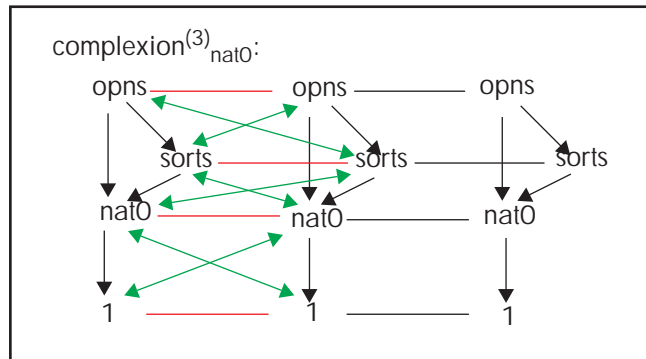 complexion(3)nat0:
opns opns opns
sorts sorts sorts
nat0 nat0 nat0
1 1 1